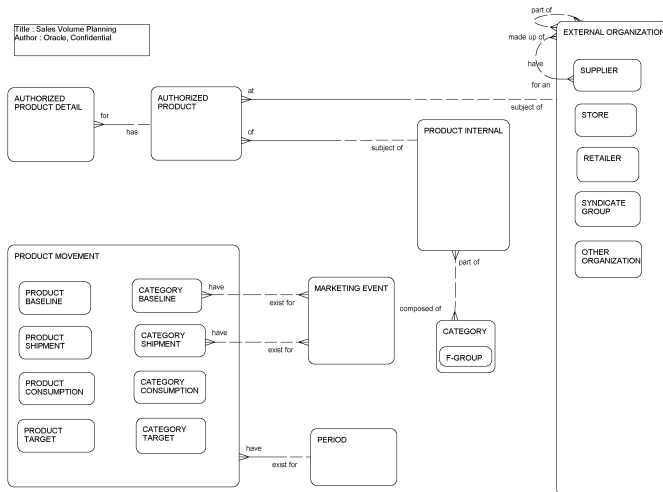 Title : Sales Volume Planning
Author : Oracle, Confidential
part of
made up of
EXTERNAL ORGANIZATION
have
for an
SUPPLIER
STORE
RETAILER
SYNDICATE
GROUP
OTHER
ORGANIZATION
AUTHORIZED
PRODUCT DETAIL
for
has
AUTHORIZED
PRODUCT
at
subject of
of
subject of
PRODUCT INTERNAL
part of
composed of
CATEGORY
F-GROUP
PRODUCT MOVEMENT
PRODUCT
BASELINE
CATEGORY
BASELINE
have
exist for
MARKETING EVENT
PRODUCT
SHIPMENT
CATEGORY
SHIPMENT
have
exist for
PRODUCT
CONSUMPTION
CATEGORY
CONSUMPTION
PRODUCT
TARGET
CATEGORY
TARGET
have
exist for
PERIOD